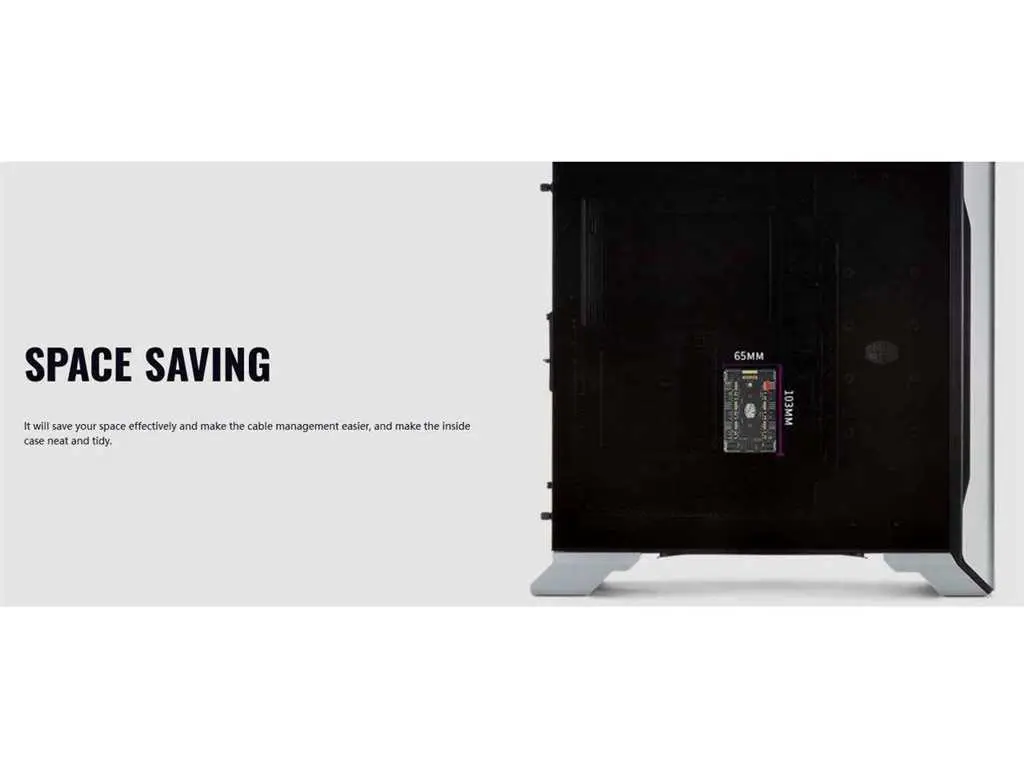 SPACE SAVING
It will save your space effectively and make the cable management easier, and make the inside
case neat and tidy.
65MM
103MM